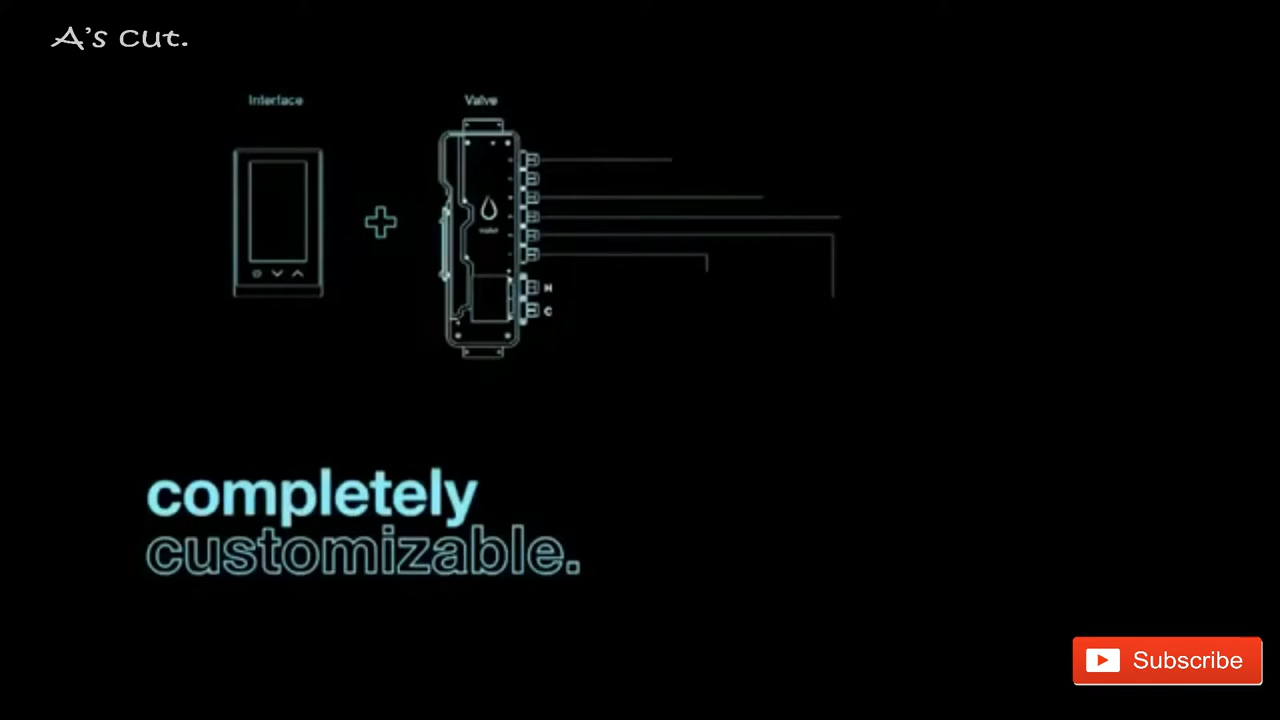 A's cut.
Interface
Valve
H
C
completely
customizable.
Subscribe